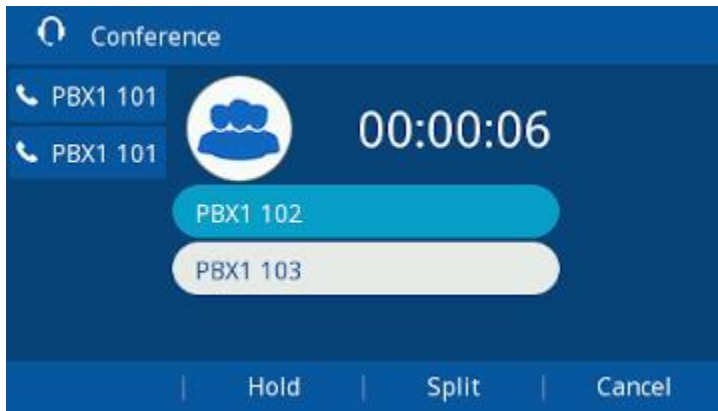 Conference
PBX1 101
PBX1 101
00:00:06
PBX1 102
PBX1 103
Hold
Split
Cancel